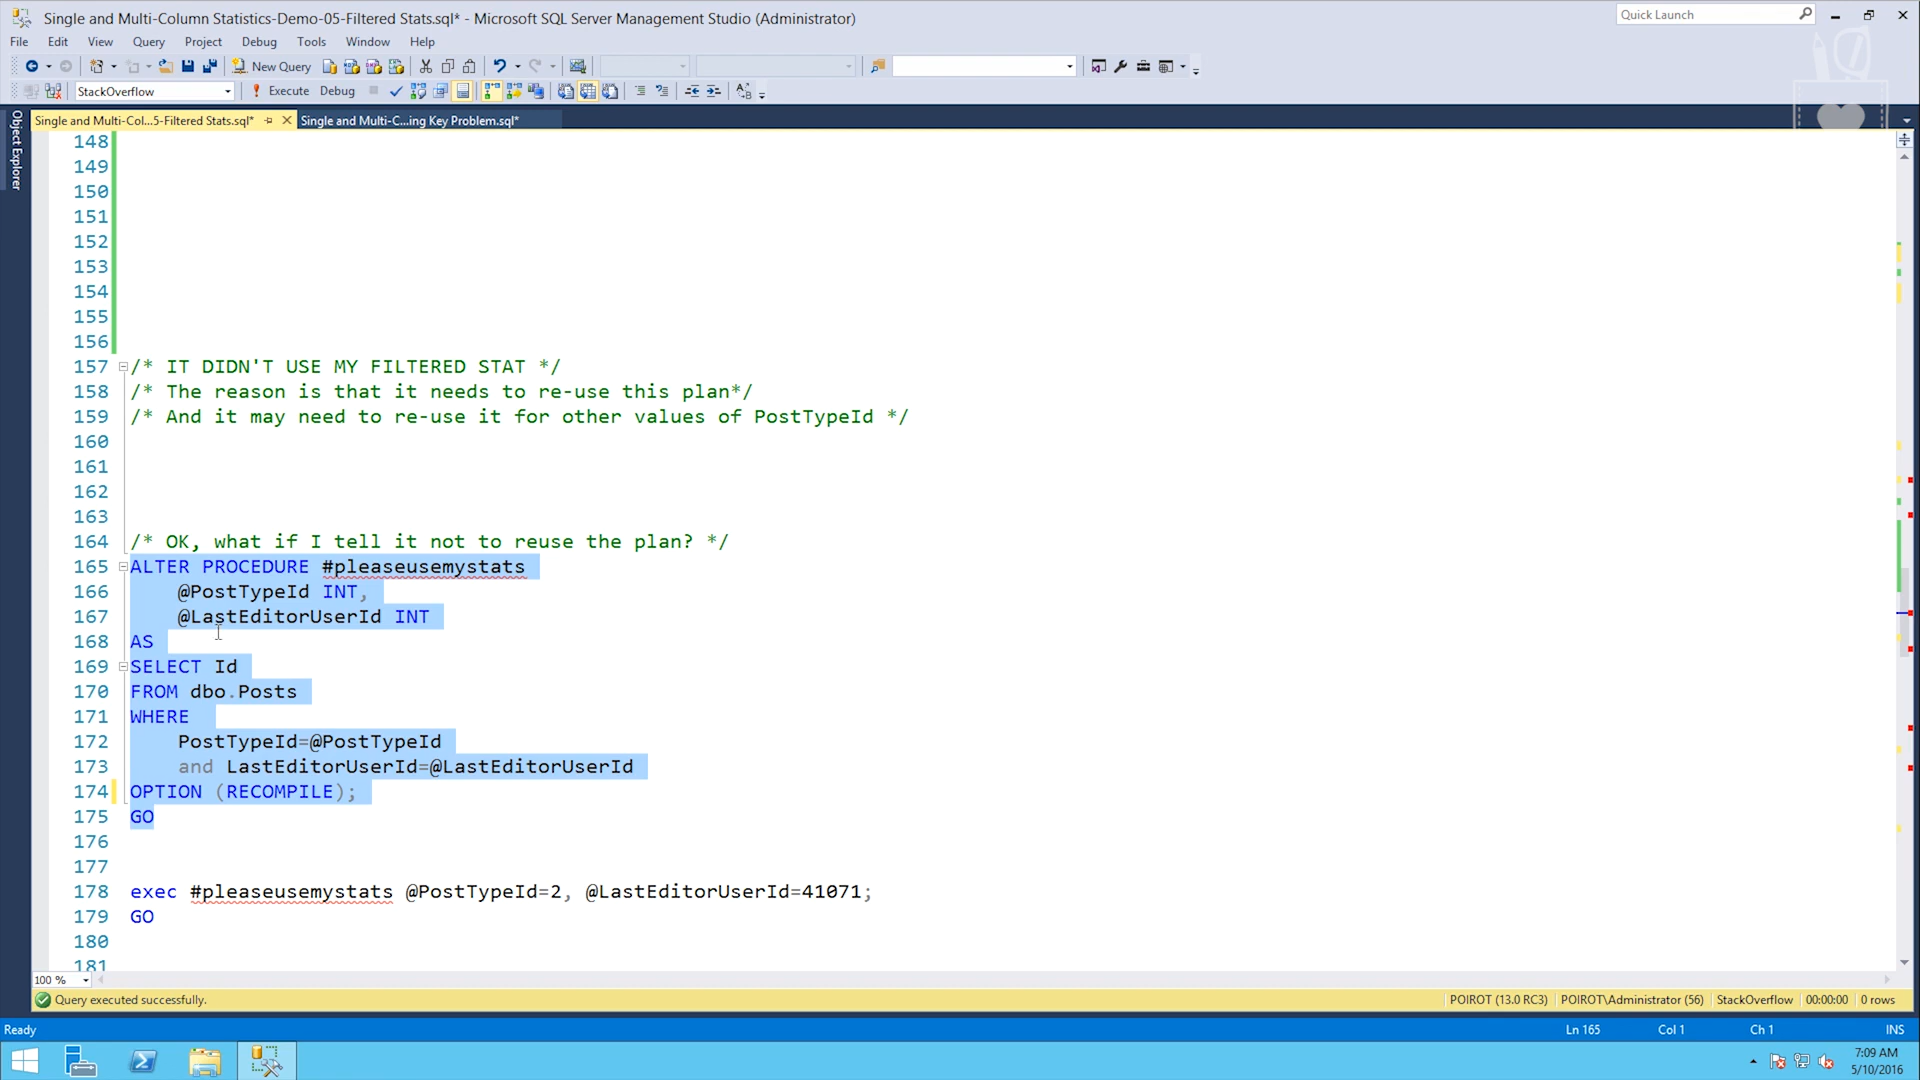 Single and Multi-Column Statistics-Demo-05-Filtered Stats.sql* - Microsoft SQL Server Management Studio (Administrator)
Quick Launch
File Edit View Query Project Debug Tools Window Help
New Query
StackOverflow Execute Debug
Single and Multi-Col...5-Filtered Stats.sql* Single and Multi-C...ing Key Problem.sql*
Object Explorer
148
149
150
151
152
153
154
155
156
157 /* IT DIDN'T USE MY FILTERED STAT */
158 /* The reason is that it needs to re-use this plan*/
159 /* And it may need to re-use it for other values of PostTypeId */
160
161
162
163
164 /* OK, what if I tell it not to reuse the plan? */
165 ALTER PROCEDURE #pleaseusemystats
166 @PostTypeId INT,
167 @LastEditorUserId INT
168 AS
169 SELECT Id
170 FROM dbo.Posts
171 WHERE
172 PostTypeId=@PostTypeId
173 and LastEditorUserId=@LastEditorUserId
174 OPTION (RECOMPILE);
175 GO
176
177
178 exec #pleaseusemystats @PostTypeId=2, @LastEditorUserId=41071;
179 GO
180
181
100 %
Query executed successfully. POIROT (13.0 RC3) POIROT\Administrator (56) StackOverflow 00:00:00 0 rows
Ready Ln 165 Col 1 Ch 1 INS
7:09 AM
5/10/2016